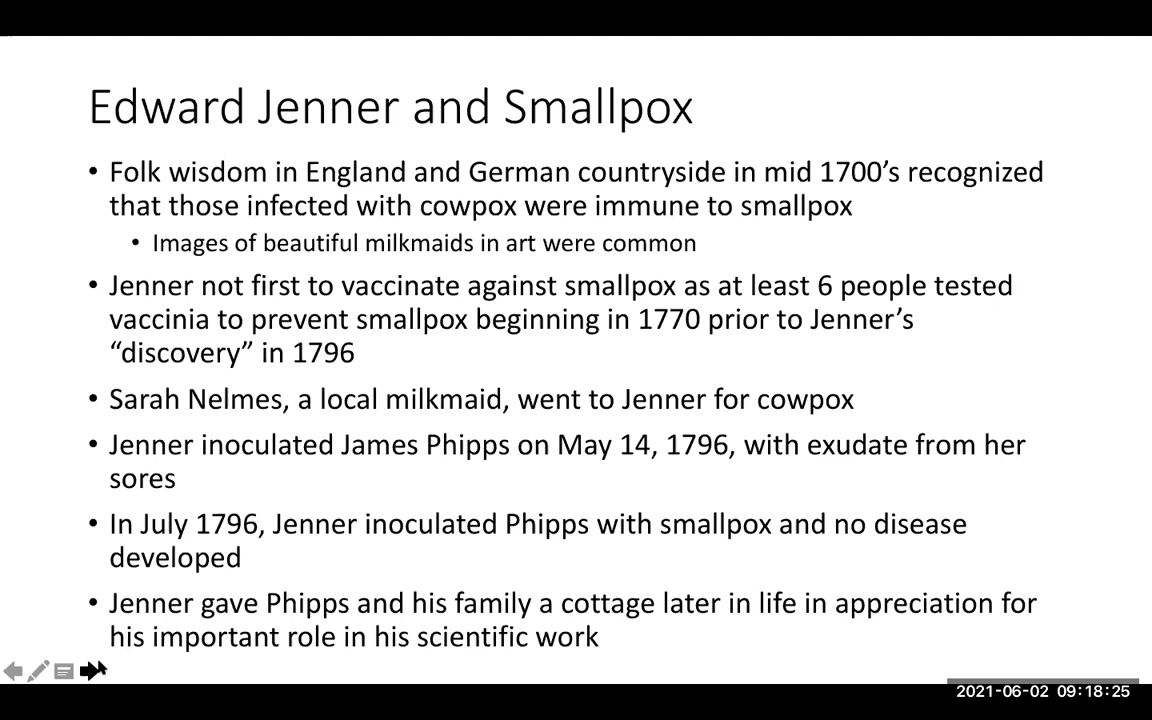 Edward Jenner and Smallpox
• Folk wisdom in England and German countryside in mid 1700’s recognized
that those infected with cowpox were immune to smallpox
• Images of beautiful milkmaids in art were common
• Jenner not first to vaccinate against smallpox as at least 6 people tested
vaccinia to prevent smallpox beginning in 1770 prior to Jenner’s
“discovery” in 1796
• Sarah Nelmes, a local milkmaid, went to Jenner for cowpox
• Jenner inoculated James Phipps on May 14, 1796, with exudate from her
sores
• In July 1796, Jenner inoculated Phipps with smallpox and no disease
developed
• Jenner gave Phipps and his family a cottage later in life in appreciation for
his important role in his scientific work
2021-06-02 09:18:25